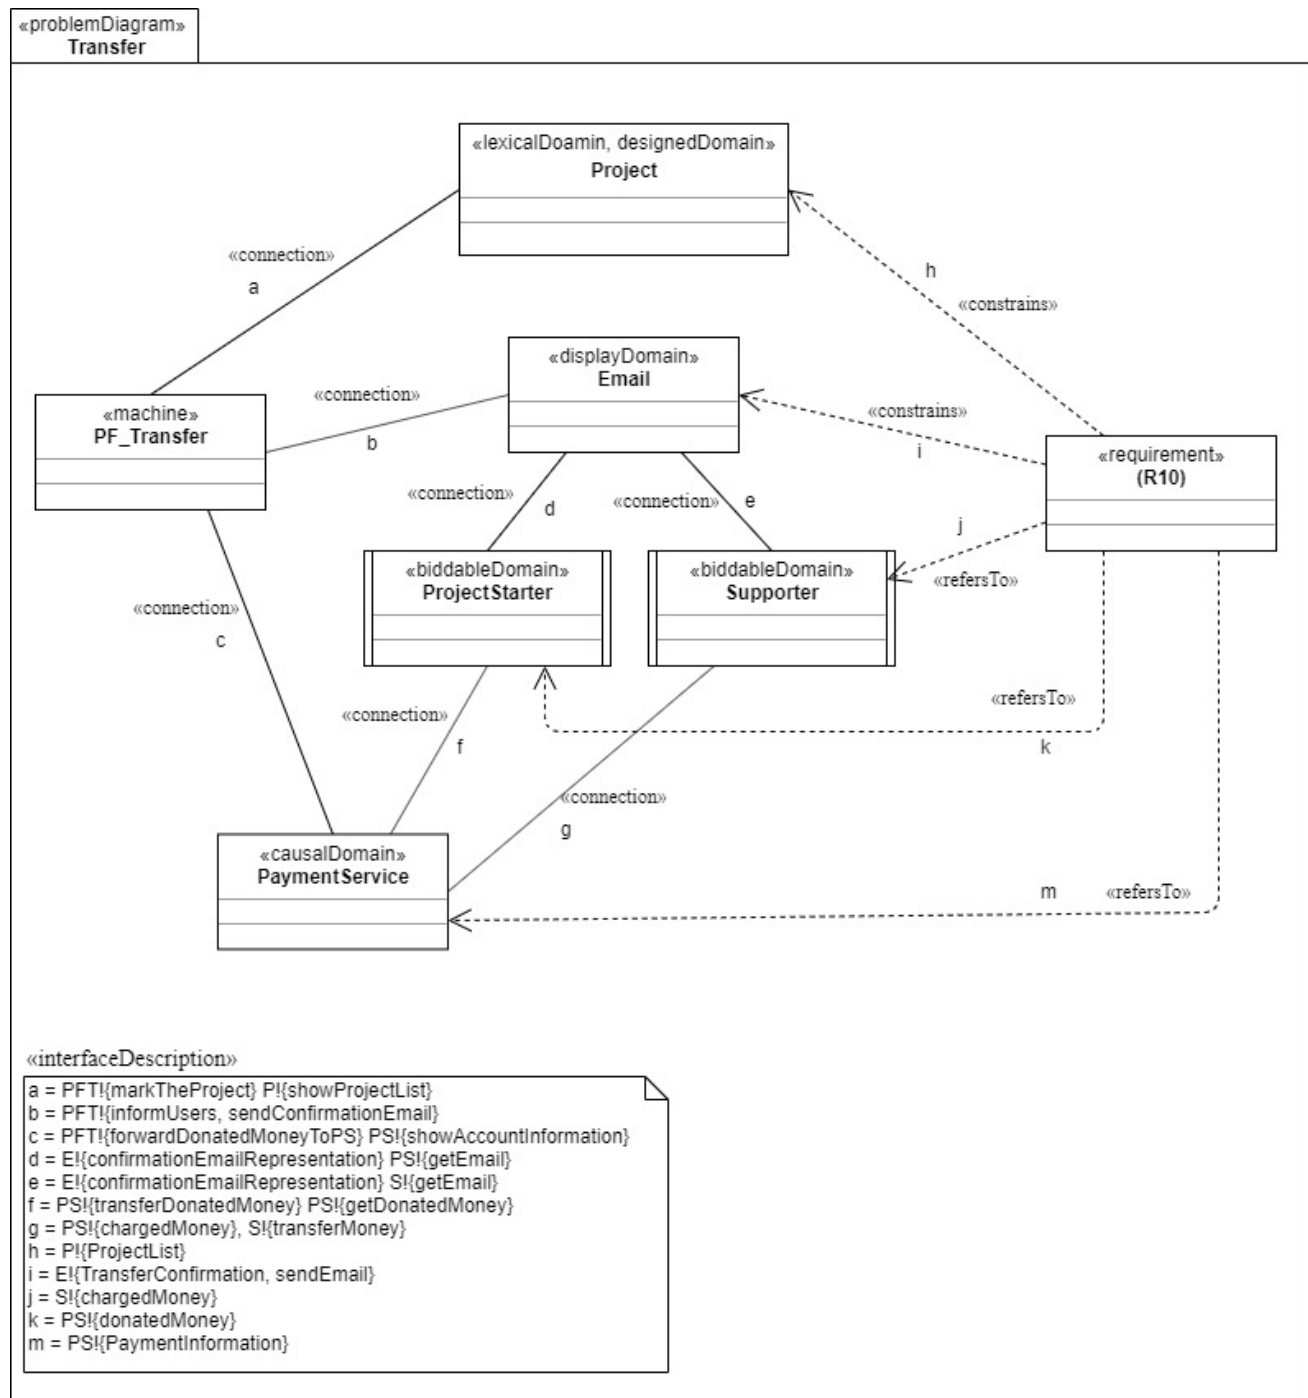 «problemDiagram»
Transfer
«lexicalDoamin, designedDomain»
Project
«connection»
a
h
«constrains»
«displayDomain»
Email
«connection»
b
«constrains»
i
«machine»
PF_Transfer
«requirement»
(R10)
«connection»
d
«connection»
e
j
«refersTo»
«biddableDomain»
ProjectStarter
«biddableDomain»
Supporter
«connection»
c
«refersTo»
k
«connection»
f
«connection»
g
«causalDomain»
PaymentService
m
«refersTo»
«interfaceDescription»
a = PFT!{markTheProject} P!{showProjectList}
b = PFT!{informUsers, sendConfirmationEmail}
c = PFT!{forwardDonatedMoneyToPS} PS!{showAccountInformation}
d = E!{confirmationEmailRepresentation} PS!{getEmail}
e = E!{confirmationEmailRepresentation} S!{getEmail}
f = PS!{transferDonatedMoney} PS!{getDonatedMoney}
g = PS!{chargedMoney}, S!{transferMoney}
h = P!{ProjectList}
i = E!{TransferConfirmation, sendEmail}
j = S!{chargedMoney}
k = PS!{donatedMoney}
m = PS!{PaymentInformation}